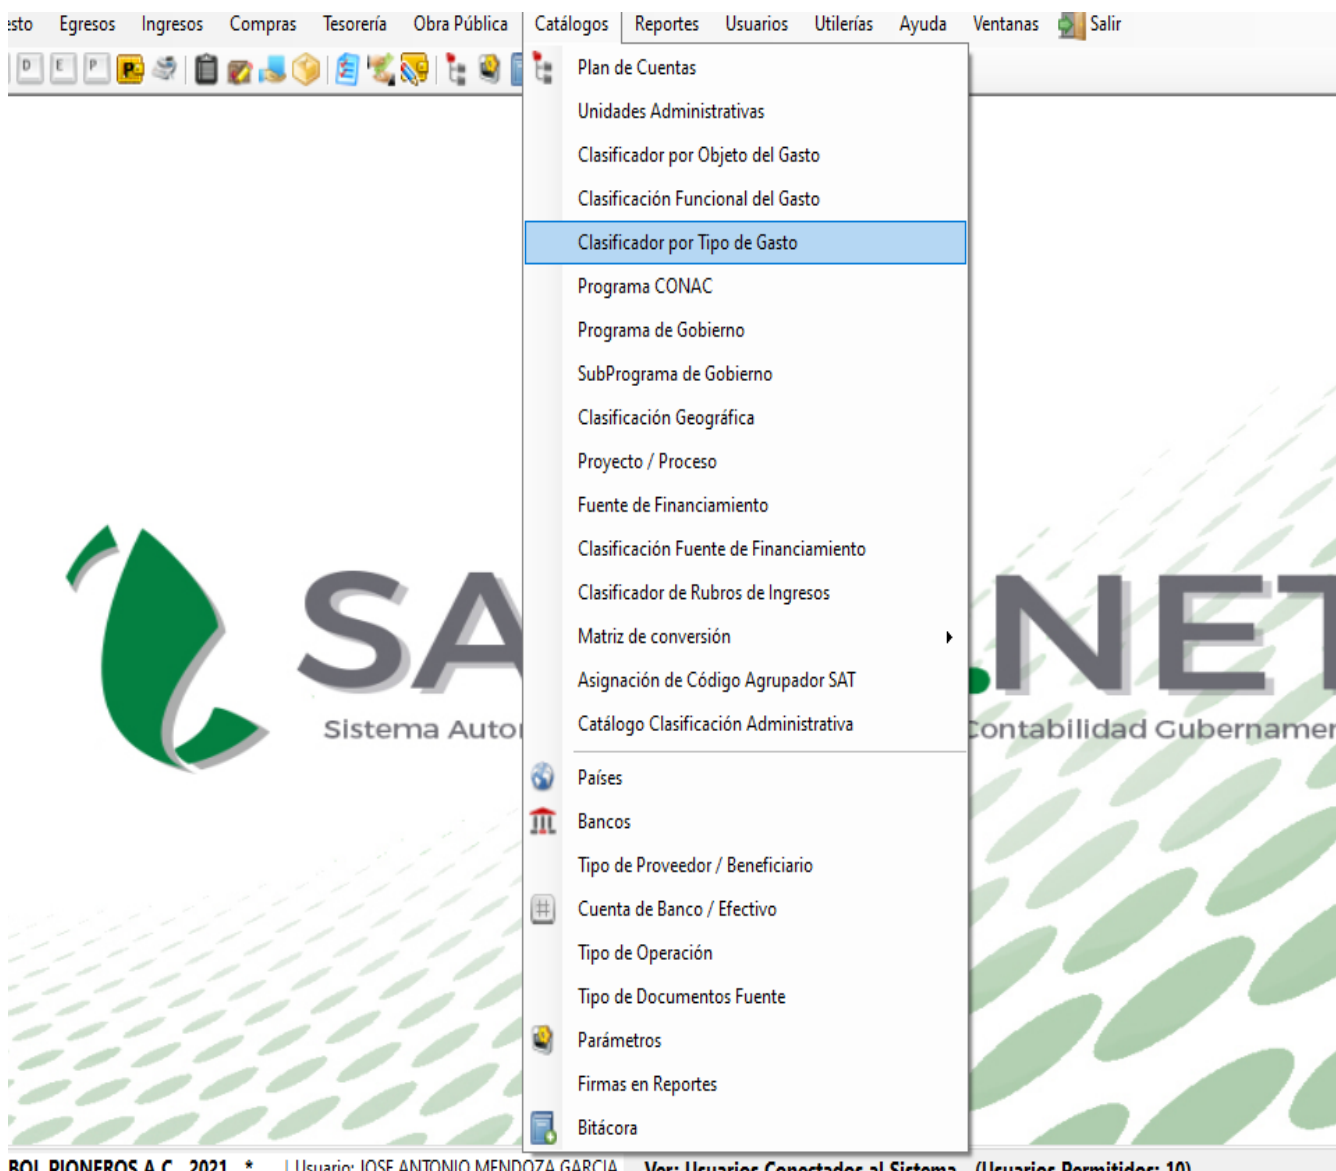 Egresos Ingresos Compras Tesorería Obra Pública Catálogos Reportes Usuarios Utilerías Ayuda Ventanas Salir
D E P P
Plan de Cuentas
Unidades Administrativas
Clasificador por Objeto del Gasto
Clasificación Funcional del Gasto
Clasificador por Tipo de Gasto
Programa CONAC
Programa de Gobierno
SubPrograma de Gobierno
Clasificación Geográfica
Proyecto / Proceso
Fuente de Financiamiento
Clasificación Fuente de Financiamiento
Clasificador de Rubros de Ingresos
Matriz de conversión
Asignación de Código Agrupador SAT
Catálogo Clasificación Administrativa
Países
Bancos
Tipo de Proveedor / Beneficiario
Cuenta de Banco / Efectivo
Tipo de Operación
Tipo de Documentos Fuente
Parámetros
Firmas en Reportes
Bitácora
SA .NET
Sistema Auto Contabilidad Gubername
BOL PIONEROS A.C. 2021 * | Usuario: JOSE ANTONIO MENDOZA GARCIA Ver: Usuarios Conectados al Sistema (Usuarios Permitidos: 10)